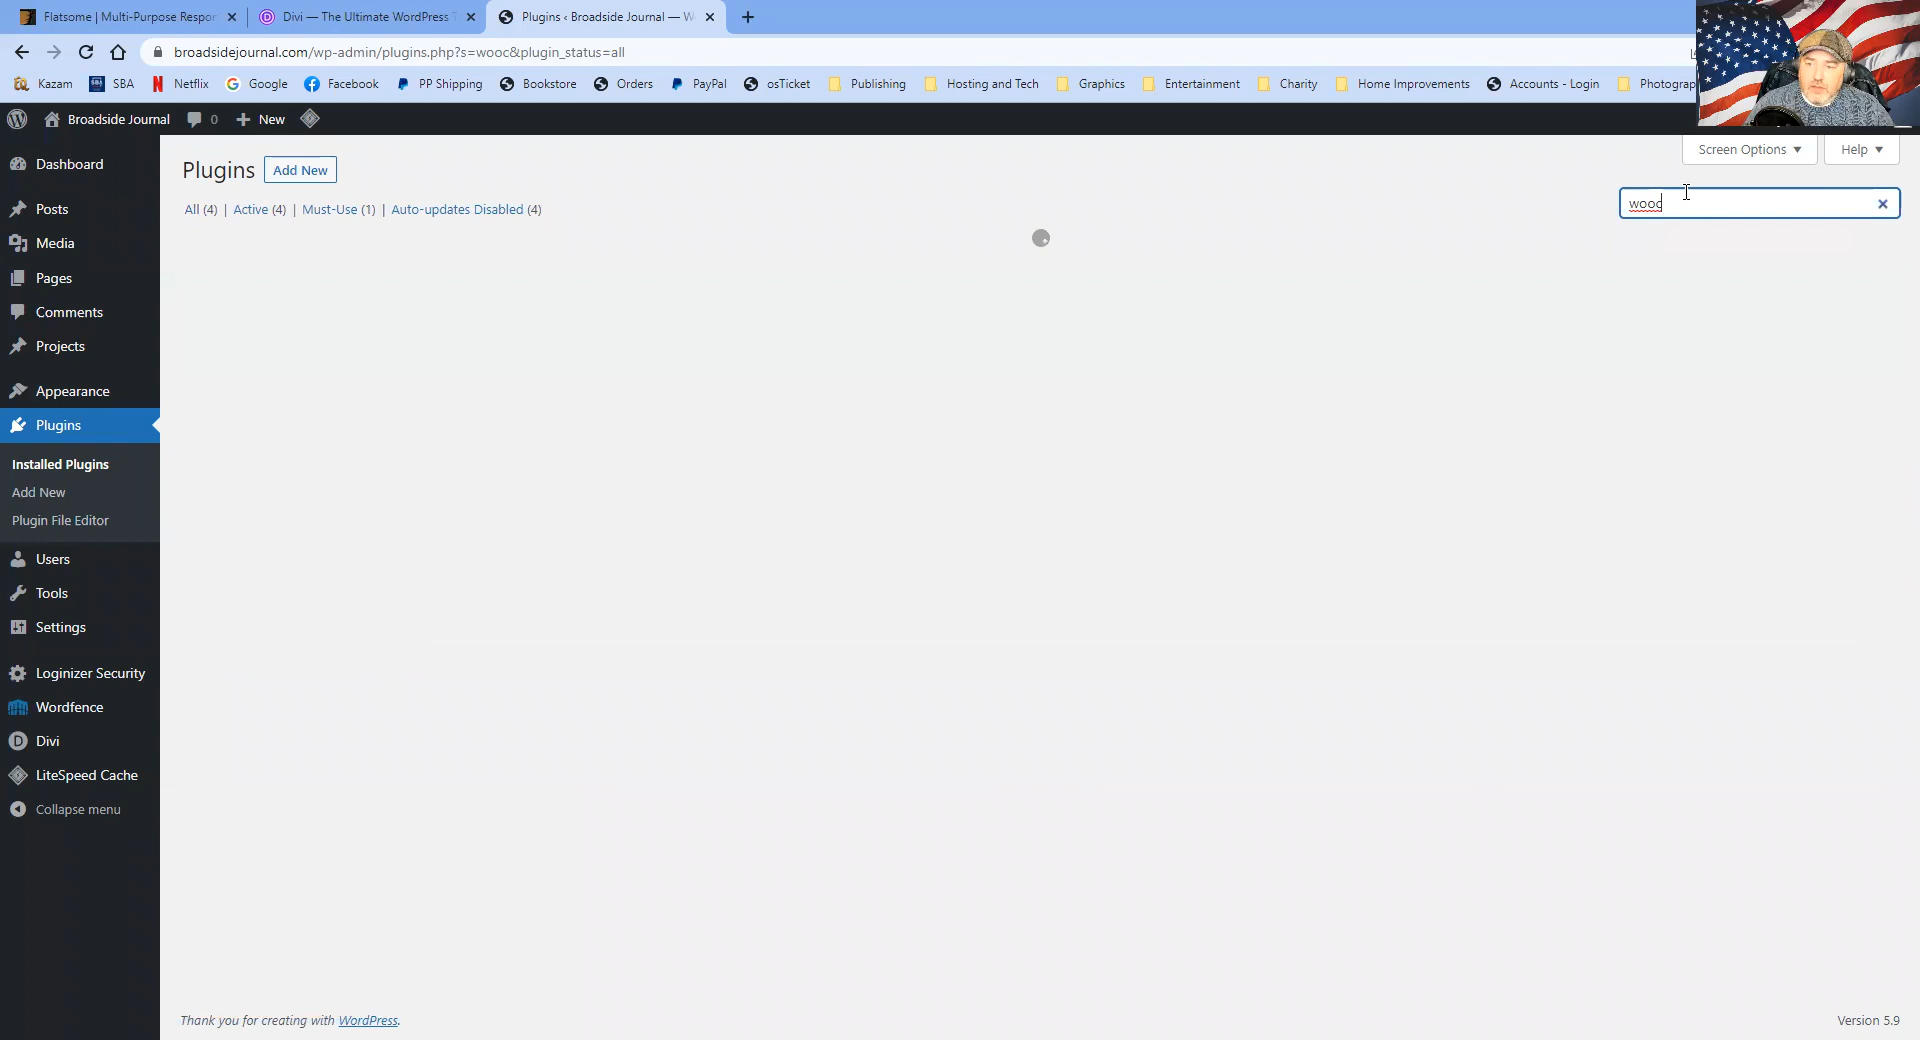 Flatsome | Multi-Purpose Respon
Divi — The Ultimate WordPress T
Plugins ‹ Broadside Journal — W
broadsidejournal.com/wp-admin/plugins.php?s=wooc&plugin_status=all
Kazam
SBA
Netflix
Google
Facebook
PP Shipping
Bookstore
Orders
PayPal
osTicket
Publishing
Hosting and Tech
Graphics
Entertainment
Charity
Home Improvements
Accounts - Login
Photograp
Broadside Journal
0
New
Screen Options
Help
Plugins
Add New
All (4) | Active (4) | Must-Use (1) | Auto-updates Disabled (4)
wooc
Dashboard
Posts
Media
Pages
Comments
Projects
Appearance
Plugins
Installed Plugins
Add New
Plugin File Editor
Users
Tools
Settings
Loginizer Security
Wordfence
Divi
LiteSpeed Cache
Collapse menu
Thank you for creating with WordPress.
Version 5.9